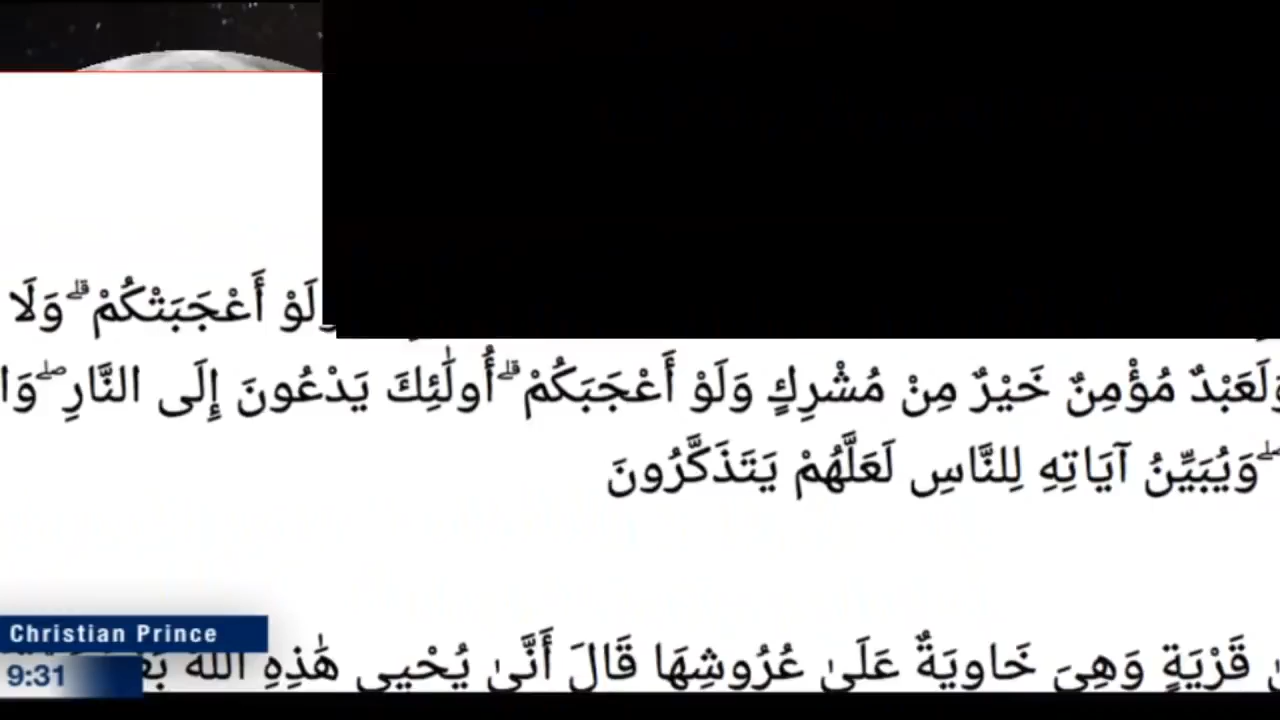 لَوْ أَعْجَبَتْكُمْ ۗ وَلَا
وَلَعَبْدٌ مُؤْمِنٌ خَيْرٌ مِنْ مُشْرِكٍ وَلَوْ أَعْجَبَكُمْ ۗ أُولَٰئِكَ يَدْعُونَ إِلَى النَّارِ ۖ
ۖ وَيُبَيِّنُ آيَاتِهِ لِلنَّاسِ لَعَلَّهُمْ يَتَذَكَّرُونَ
قَرْيَةٍ وَهِيَ خَاوِيَةٌ عَلَىٰ عُرُوشِهَا قَالَ أَنَّىٰ يُحْيِي هَٰذِهِ اللَّهُ
Christian Prince
9:31